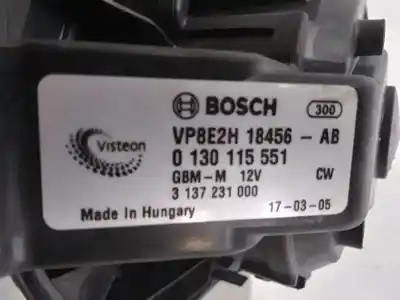 BOSCH 300
Visteon
VP8E2H 18456 - AB
0 130 115 551
GBM-M 12V CW
3 137 231 000
Made in Hungary 17-03-05